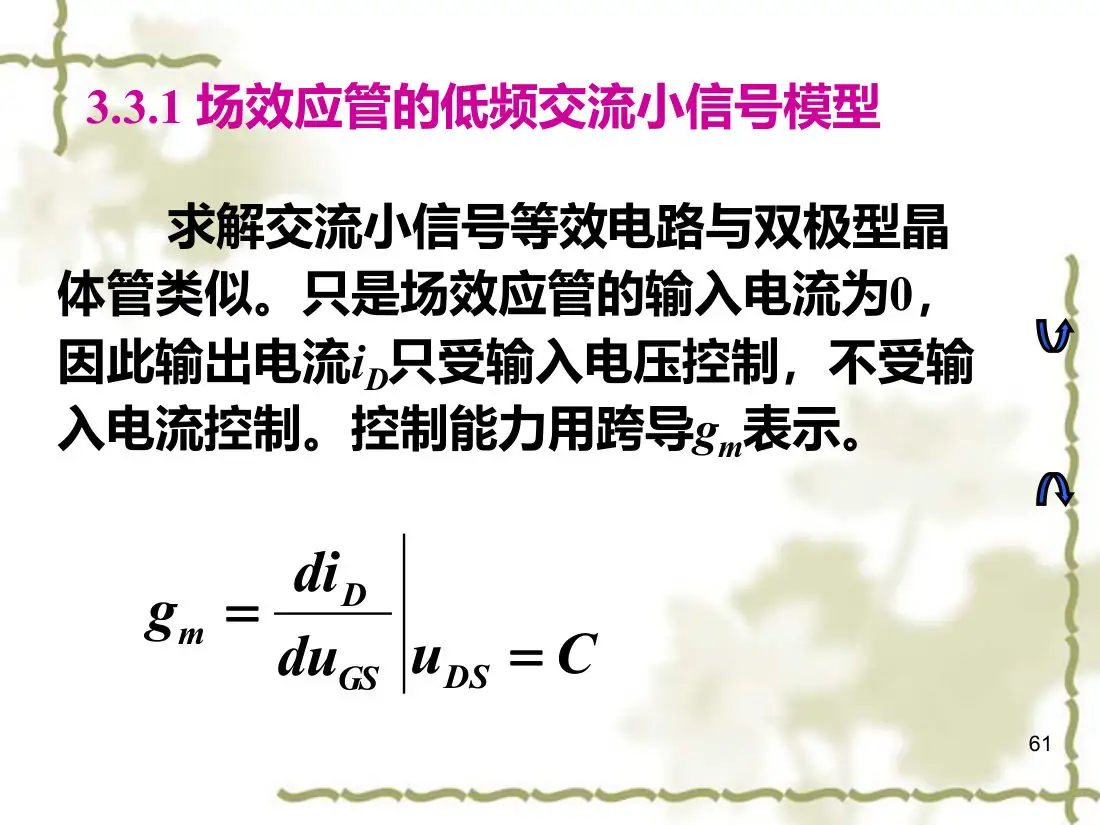 3.3.1 场效应管的低频交流小信号模型
求解交流小信号等效电路与双极型晶
体管类似。只是场效应管的输入电流为0，
因此输出电流iD只受输入电压控制，不受输
入电流控制。控制能力用跨导gm表示。
gm = diD / duGS | uDS = C
61